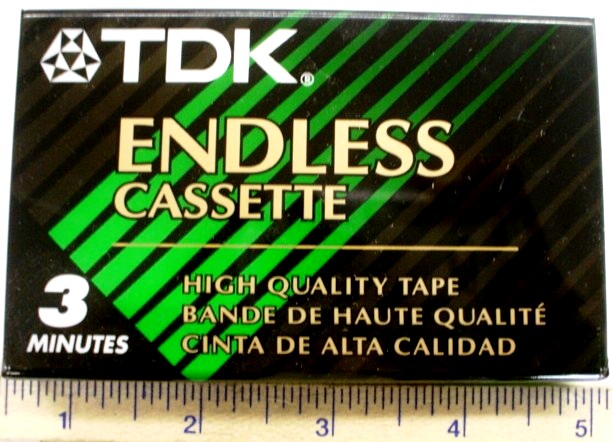 TDK®
ENDLESS
CASSETTE
3
MINUTES
HIGH QUALITY TAPE
BANDE DE HAUTE QUALITÉ
CINTA DE ALTA CALIDAD
1 2 3 4 5